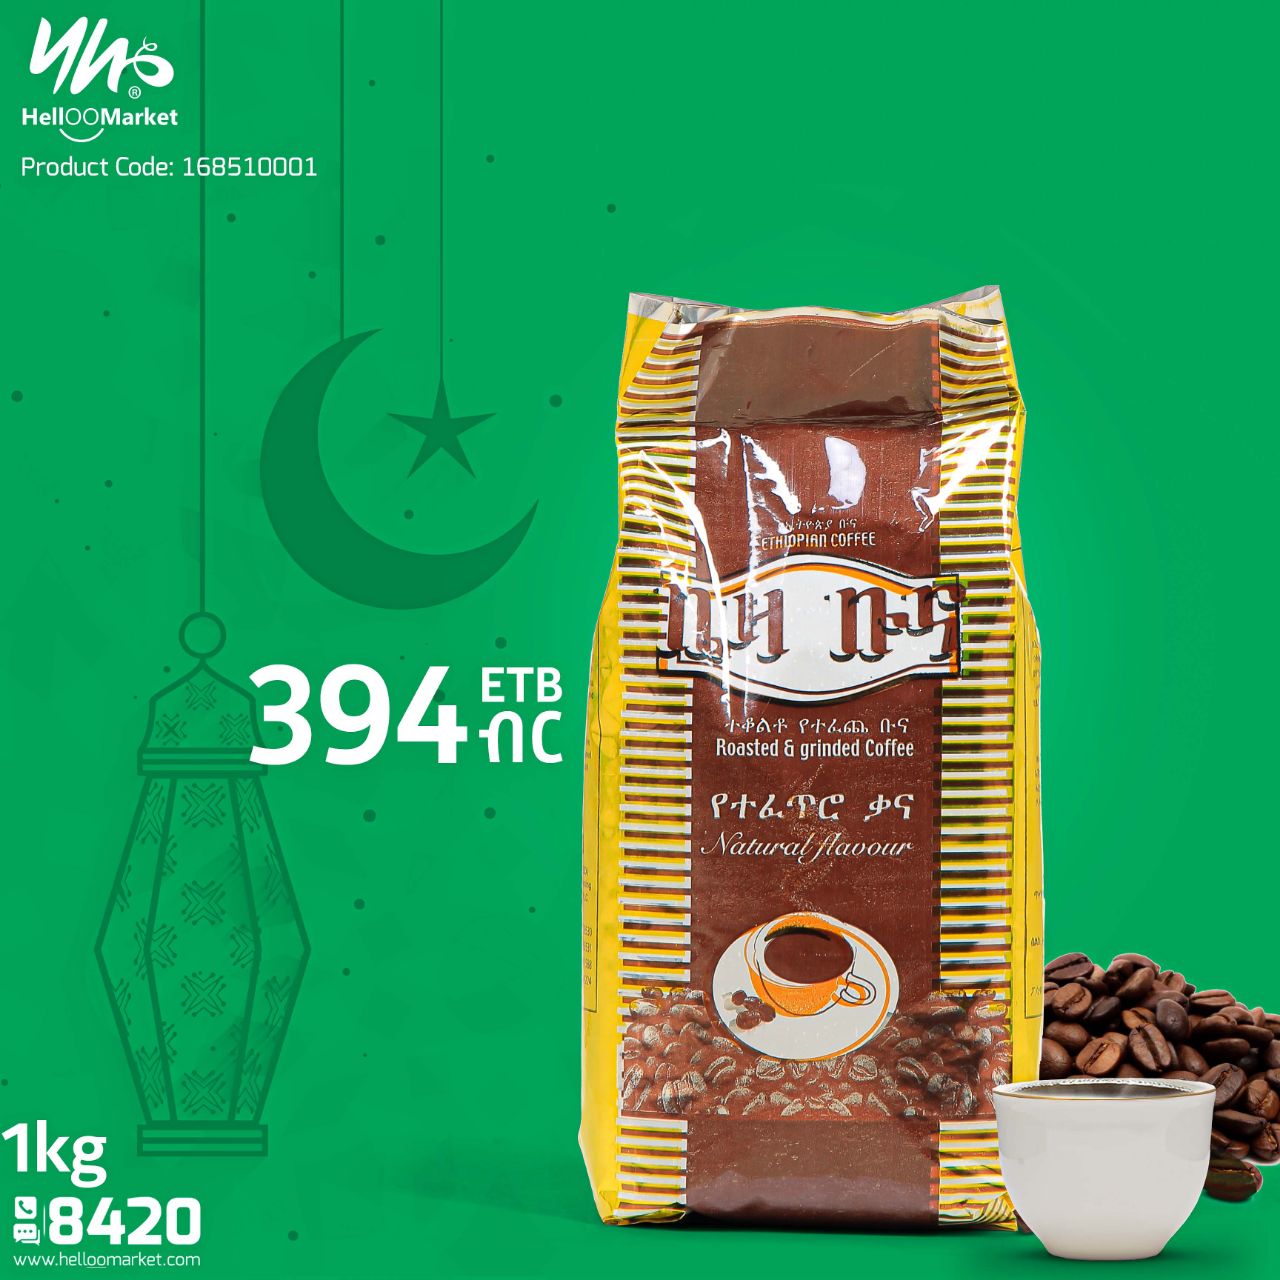 ሃሎ
®
HellOOMarket
Product Code: 168510001
394 ETB
ብር
ኢትዮጵያ ቡና
ETHIOPIAN COFFEE
ቤዛ ቡና
ተቆልቶ የተፈጨ ቡና
Roasted & grinded Coffee
የተፈጥሮ ቃና
Natural flavour
1kg
8420
www.helloomarket.com